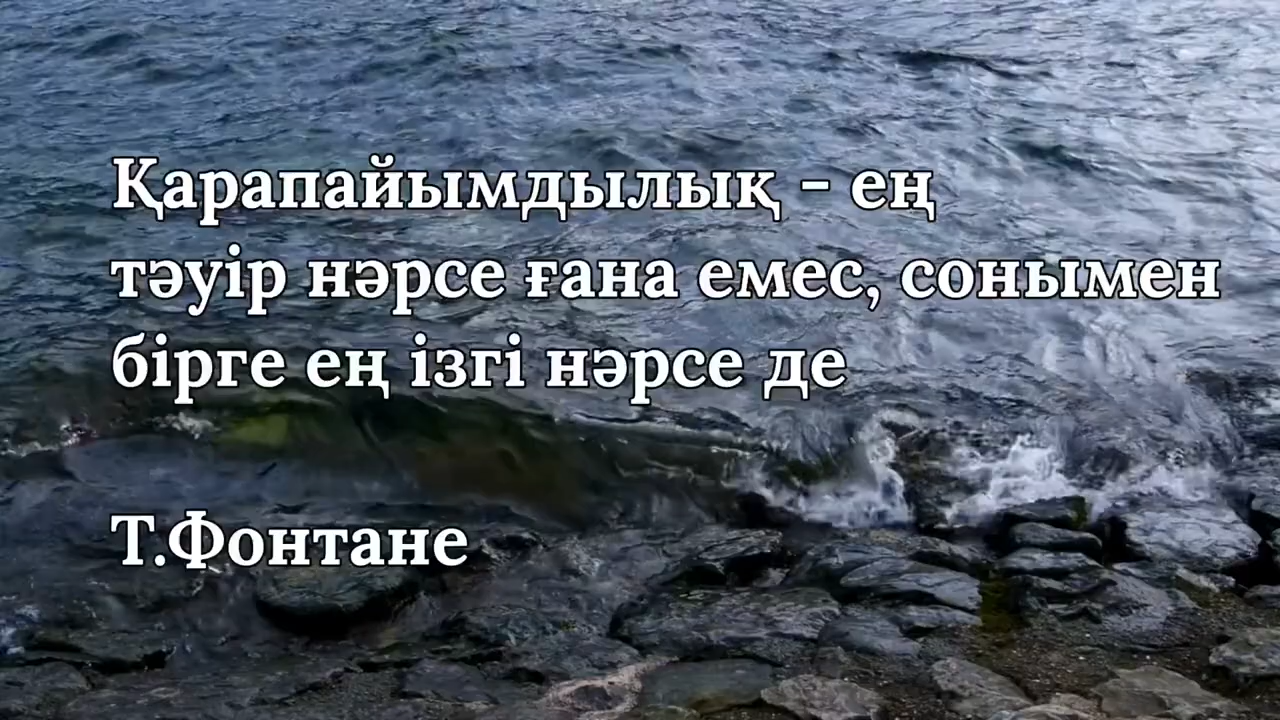 Қарапайымдылық - ең
тәуір нәрсе ғана емес, сонымен
бірге ең ізгі нәрсе де
Т.Фонтане